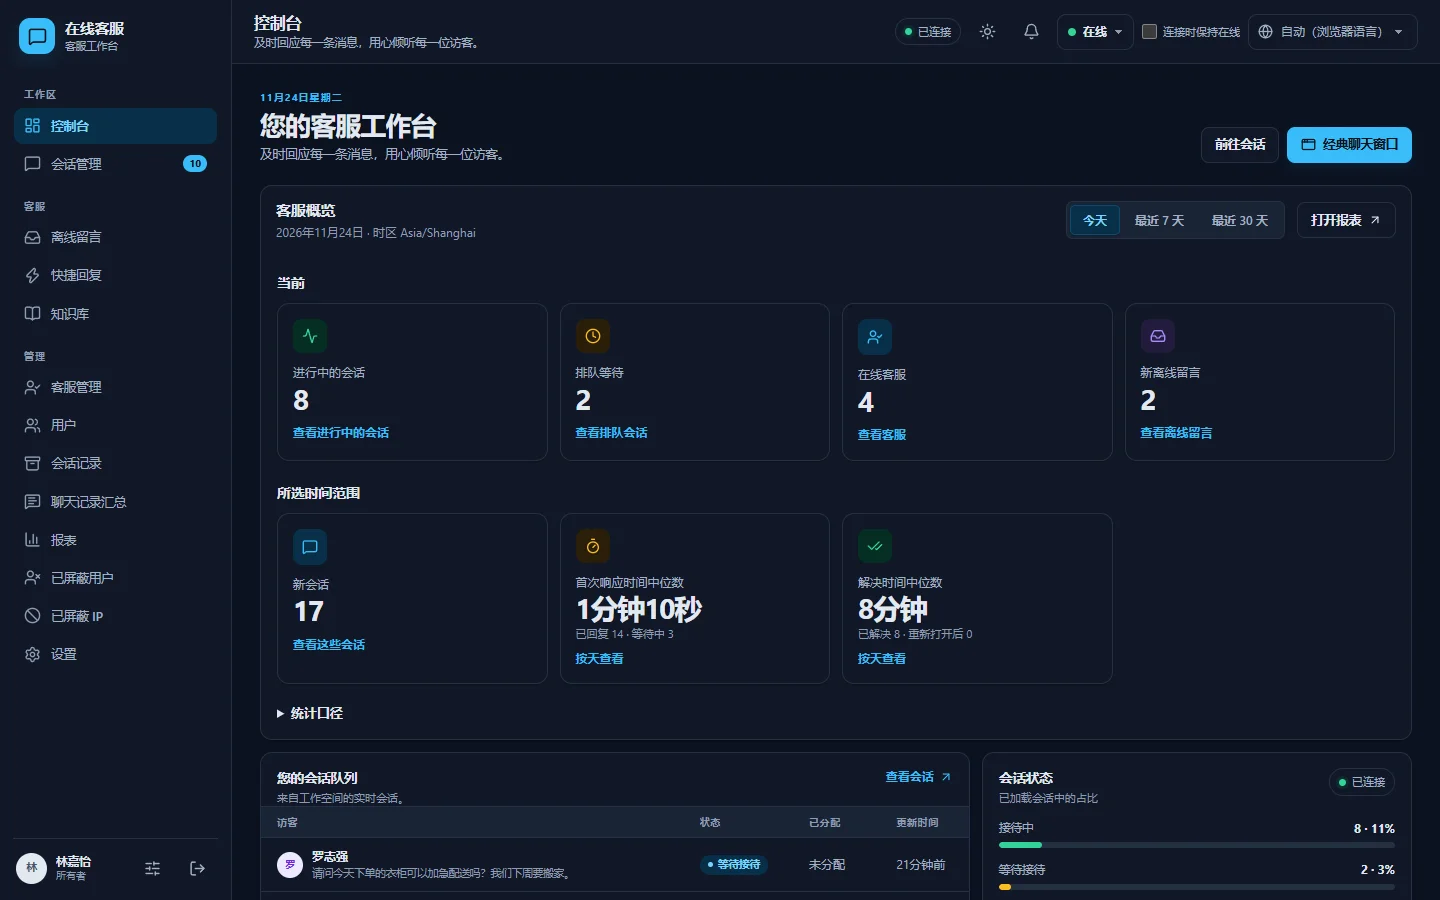 在线客服
客服工作台
工作区
控制台
会话管理 10
客服
离线留言
快捷回复
知识库
管理
客服管理
用户
会话记录
聊天记录汇总
报表
已屏蔽用户
已屏蔽 IP
设置
林
林嘉怡
所有者
控制台
及时回应每一条消息，用心倾听每一位访客。
已连接
在线
连接时保持在线
自动（浏览器语言）
11月24日星期二
您的客服工作台
及时回应每一条消息，用心倾听每一位访客。
前往会话
经典聊天窗口
客服概览
2026年11月24日 · 时区 Asia/Shanghai
今天 最近 7 天 最近 30 天
打开报表
当前
进行中的会话
8
查看进行中的会话
排队等待
2
查看排队会话
在线客服
4
查看客服
新离线留言
2
查看离线留言
所选时间范围
新会话
17
查看这些会话
首次响应时间中位数
1分钟10秒
已回复 14 · 等待中 3
按天查看
解决时间中位数
8分钟
已解决 8 · 重新打开后 0
按天查看
统计口径
您的会话队列
来自工作空间的实时会话。
查看会话
访客 状态 已分配 更新时间
罗
罗志强
请问今天下单的衣柜可以加急配送吗？我们下周要搬家。
等待接待
未分配
21分钟前
会话状态
已加载会话中的占比
已连接
接待中 8 · 11%
等待接待 2 · 3%